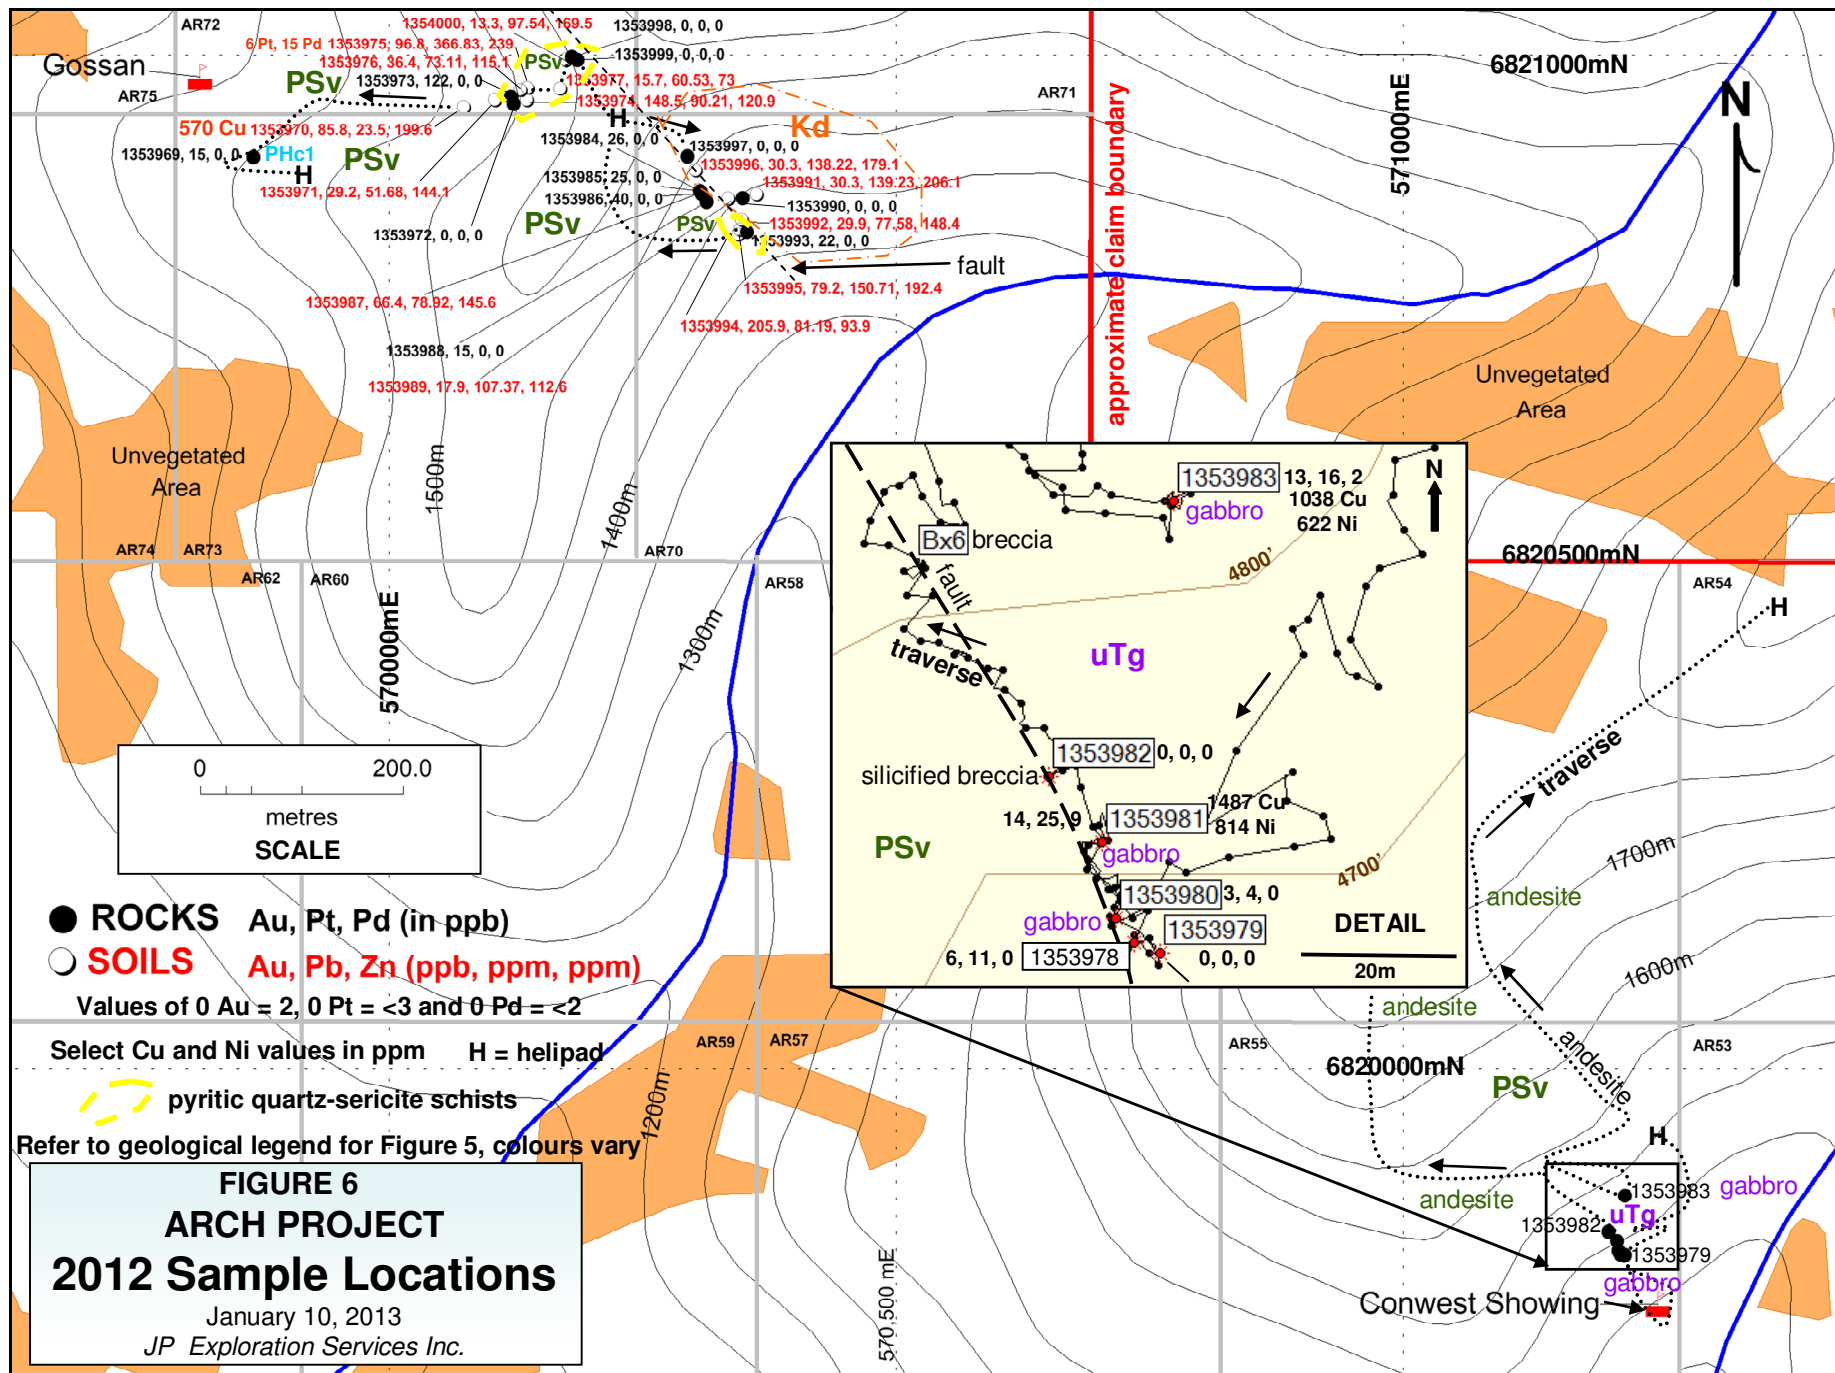 AR72
1354000, 13.3, 97.54, 169.5
1353998, 0, 0, 0
6 Pt, 15 Pd 1353975, 96.8, 366.83, 239
1353999, 0, 0, 0
1353976, 36.4, 73.11, 115.1
PSv
6821000mN
Gossan
PSv
1353973, 122, 0, 0
1353977, 15.7, 60.53, 73
AR75
1353974, 148.5, 90.21, 120.9
AR71
N
570 Cu 1353970, 85.8, 23.5, 199.6
H
Kd
1353984, 26, 0, 0
1353997, 0, 0, 0
1353969, 15, 0, 0
PHc1
PSv
1353996, 30.3, 138.22, 179.1
H
1353985, 25, 0, 0
1353991, 30.3, 139.23, 206.1
1353971, 29.2, 51.68, 144.1
1353986, 40, 0, 0
1353990, 0, 0, 0
PSv
PSv
1353992, 29.9, 77.58, 148.4
1353972, 0, 0, 0
1353993, 22, 0, 0
fault
1353995, 79.2, 150.71, 192.4
1353987, 66.4, 78.92, 145.6
1353994, 205.9, 81.19, 93.9
1353988, 15, 0, 0
1353989, 17.9, 107.37, 112.6
approximate claim boundary
571000mE
Unvegetated
Area
Unvegetated
Area
1500m
1400m
1300m
570000mE
AR74
AR73
AR70
AR62
AR60
AR58
6820500mN
AR54
H
1353983 13, 16, 2
1038 Cu
622 Ni
gabbro
N
Bx6 breccia
fault
4800'
traverse
uTg
1353982 0, 0, 0
silicified breccia
14, 25, 9
1353981
1487 Cu
814 Ni
gabbro
PSv
4700'
1353980 3, 4, 0
gabbro
1353979
DETAIL
6, 11, 0 1353978
0, 0, 0
20m
traverse
1700m
andesite
1600m
andesite
andesite
0 200.0
metres
SCALE
ROCKS Au, Pt, Pd (in ppb)
SOILS Au, Pb, Zn (ppb, ppm, ppm)
Values of 0 Au = 2, 0 Pt = <3 and 0 Pd = <2
Select Cu and Ni values in ppm H = helipad
pyritic quartz-sericite schists
Refer to geological legend for Figure 5, colours vary
AR59
AR57
AR55
AR53
1200m
6820000mN
PSv
H
andesite
1353983
gabbro
uTg
1353982
1353979
gabbro
Conwest Showing
570,500 mE
FIGURE 6
ARCH PROJECT
2012 Sample Locations
January 10, 2013
JP Exploration Services Inc.